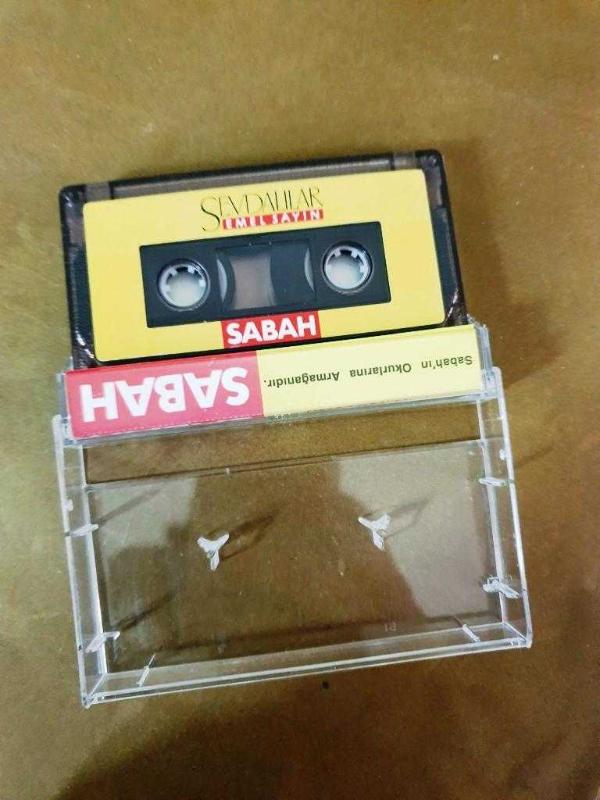 SEVDALILAR
EMEL SAYIN
SABAH
SABAH
Sabah'ın Okurlarına Armağanıdır.